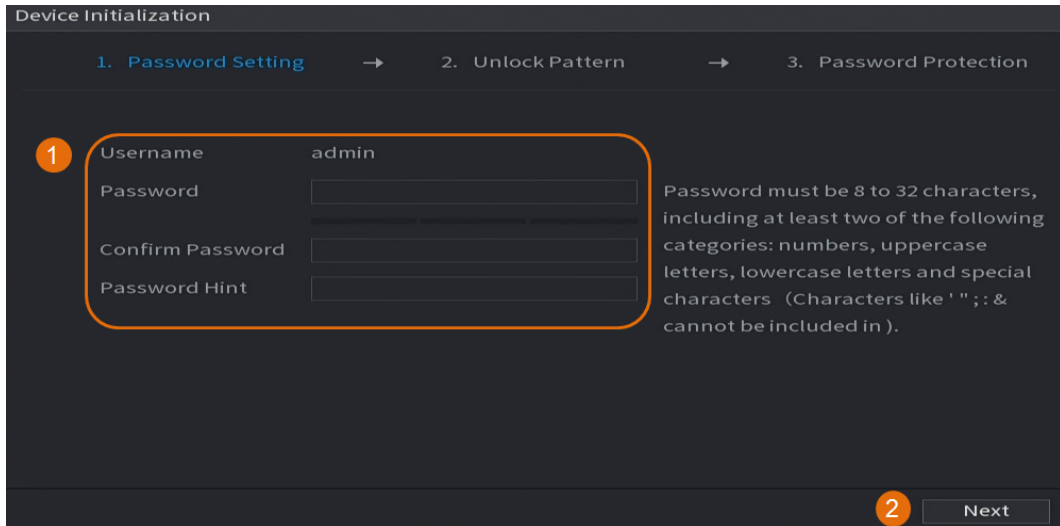 Device Initialization
1. Password Setting → 2. Unlock Pattern → 3. Password Protection
1
Username admin
Password
Confirm Password
Password Hint
Password must be 8 to 32 characters,
including at least two of the following
categories: numbers, uppercase
letters, lowercase letters and special
characters (Characters like ' " ; : &
cannot be included in ).
2
Next